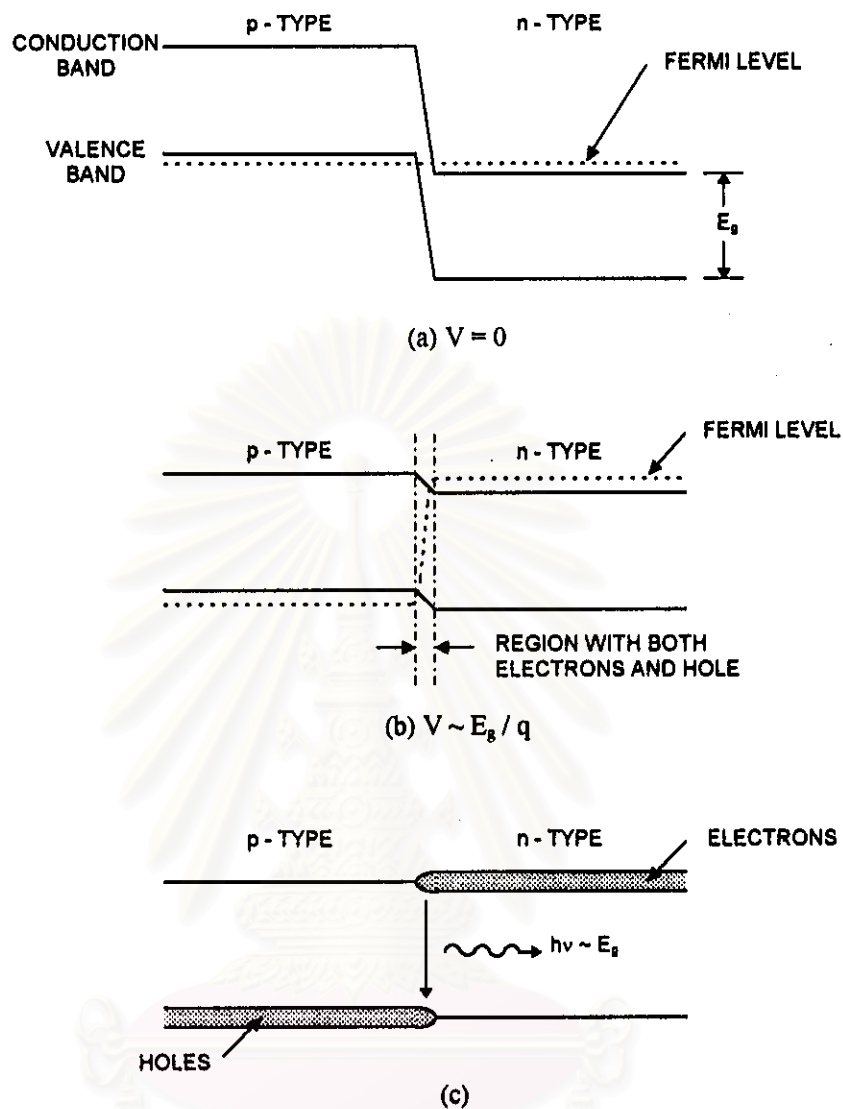 p - TYPE
n - TYPE
CONDUCTION
BAND
FERMI LEVEL
VALENCE
BAND
Eg
(a) V = 0
p - TYPE
n - TYPE
FERMI LEVEL
REGION WITH BOTH
ELECTRONS AND HOLE
(b) V ~ Eg / q
p - TYPE
n - TYPE
ELECTRONS
hν ~ Eg
HOLES
(c)